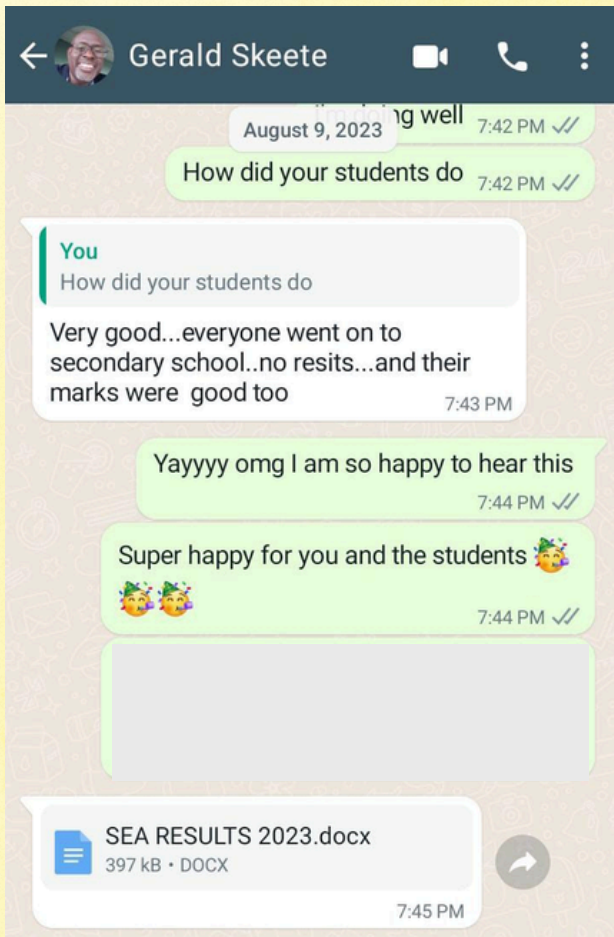 Gerald Skeete
ng well
7:42 PM
August 9, 2023
How did your students do
7:42 PM
You
How did your students do
Very good...everyone went on to
secondary school..no resits...and their
marks were good too
7:43 PM
Yayyyy omg I am so happy to hear this
7:44 PM
Super happy for you and the students
7:44 PM
SEA RESULTS 2023.docx
397 kB • DOCX
7:45 PM